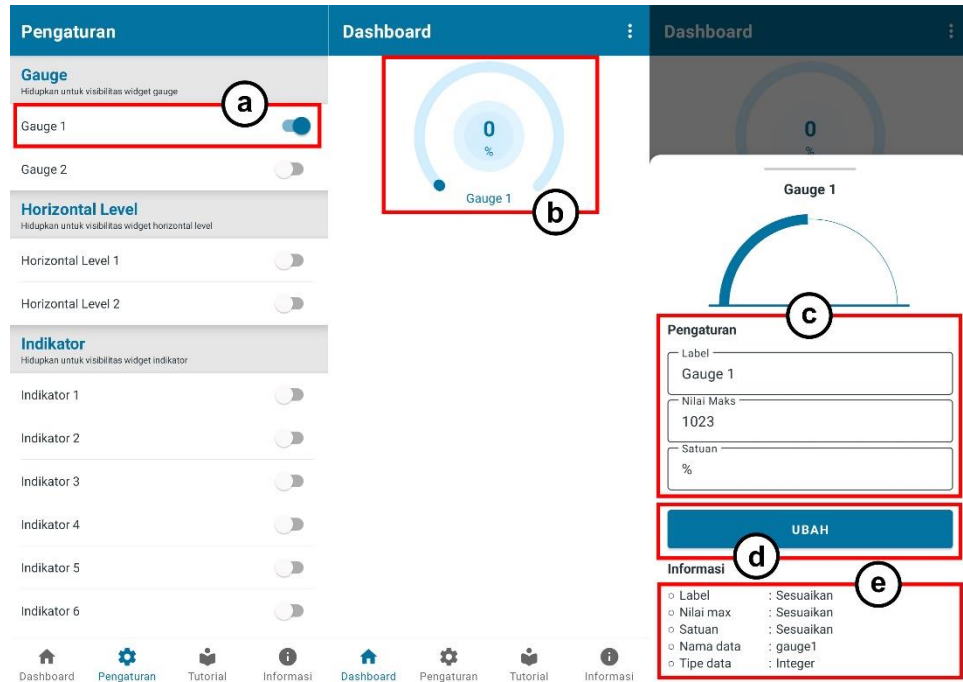 Pengaturan
Gauge
Hidupkan untuk visibilitas widget gauge
a
Gauge 1
Gauge 2
Horizontal Level
Hidupkan untuk visibilitas widget horizontal level
Horizontal Level 1
Horizontal Level 2
Indikator
Hidupkan untuk visibilitas widget indikator
Indikator 1
Indikator 2
Indikator 3
Indikator 4
Indikator 5
Indikator 6
Dashboard Pengaturan Tutorial Informasi
Dashboard
0
%
Gauge 1
b
Dashboard Pengaturan Tutorial Informasi
Dashboard
0
%
Gauge 1
c
Pengaturan
Label
Gauge 1
Nilai Maks
1023
Satuan
%
UBAH
d
Informasi
e
Label : Sesuaikan
Nilai max : Sesuaikan
Satuan : Sesuaikan
Nama data : gauge1
Tipe data : Integer